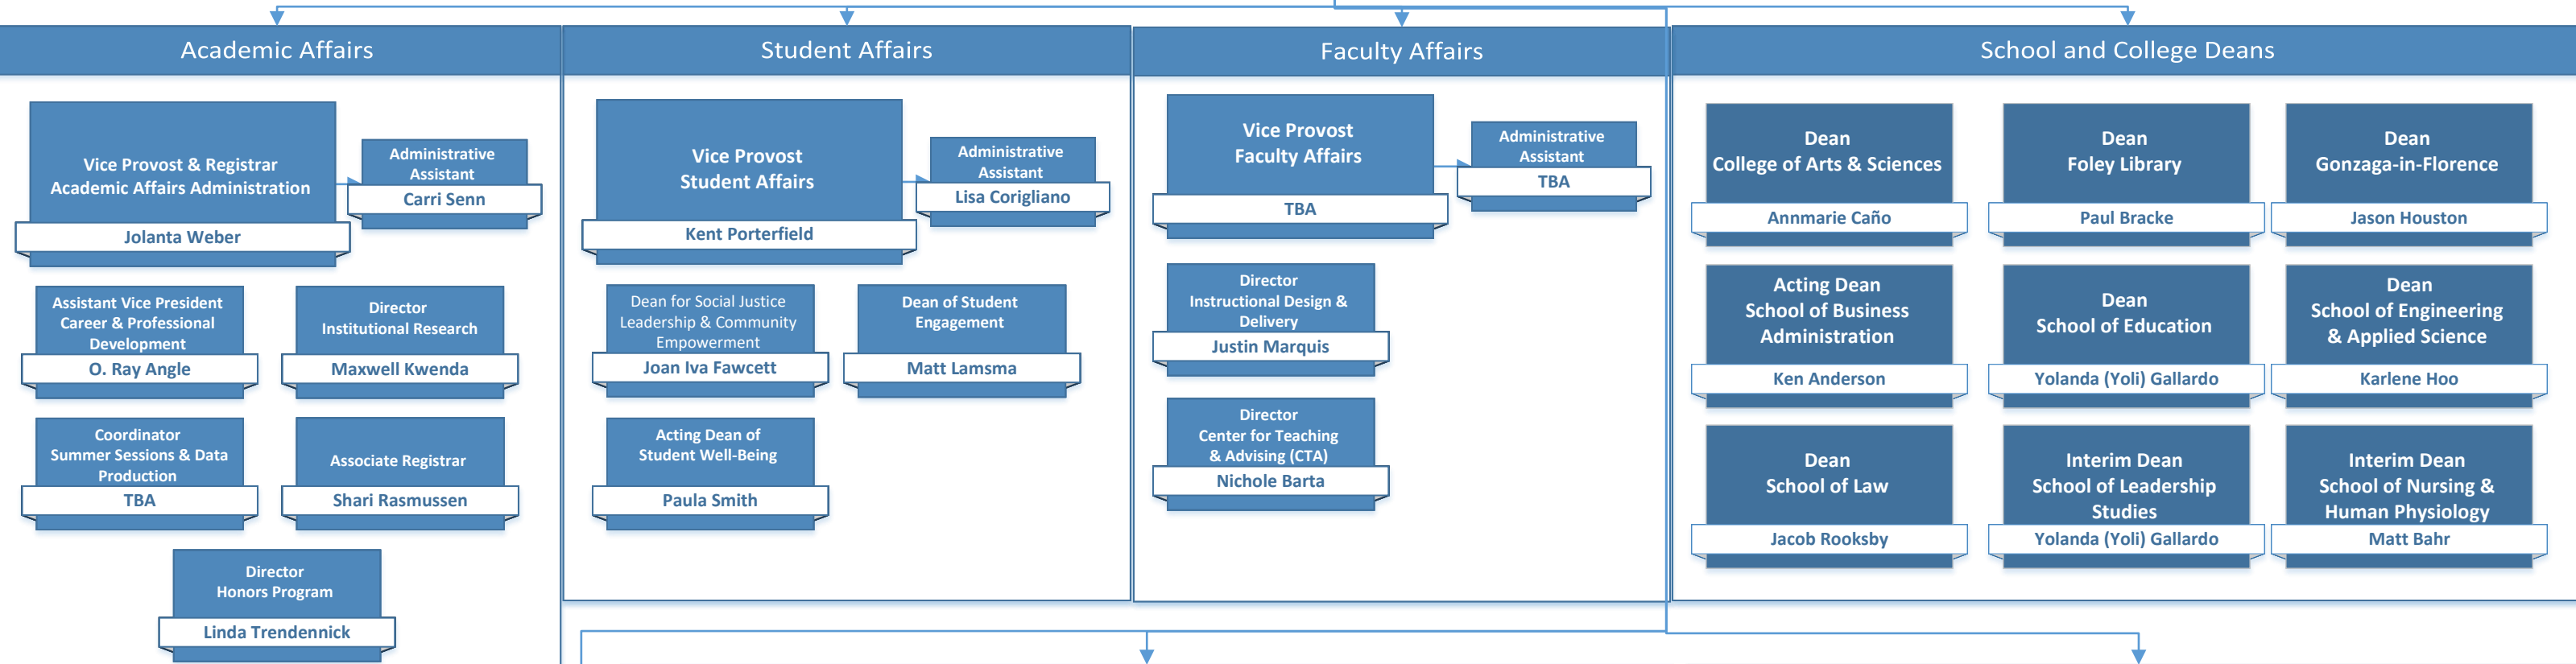 Academic Affairs
Vice Provost & Registrar
Academic Affairs Administration
Jolanta Weber
Administrative
Assistant
Carri Senn
Assistant Vice President
Career & Professional
Development
O. Ray Angle
Director
Institutional Research
Maxwell Kwenda
Coordinator
Summer Sessions & Data
Production
TBA
Associate Registrar
Shari Rasmussen
Director
Honors Program
Linda Trendennick
Student Affairs
Vice Provost
Student Affairs
Kent Porterfield
Administrative
Assistant
Lisa Corigliano
Dean for Social Justice
Leadership & Community
Empowerment
Joan Iva Fawcett
Dean of Student
Engagement
Matt Lamsma
Acting Dean of
Student Well-Being
Paula Smith
Faculty Affairs
Vice Provost
Faculty Affairs
TBA
Administrative
Assistant
TBA
Director
Instructional Design &
Delivery
Justin Marquis
Director
Center for Teaching
& Advising (CTA)
Nichole Barta
School and College Deans
Dean
College of Arts & Sciences
Annmarie Caño
Dean
Foley Library
Paul Bracke
Dean
Gonzaga-in-Florence
Jason Houston
Acting Dean
School of Business
Administration
Ken Anderson
Dean
School of Education
Yolanda (Yoli) Gallardo
Dean
School of Engineering
& Applied Science
Karlene Hoo
Dean
School of Law
Jacob Rooksby
Interim Dean
School of Leadership
Studies
Yolanda (Yoli) Gallardo
Interim Dean
School of Nursing &
Human Physiology
Matt Bahr